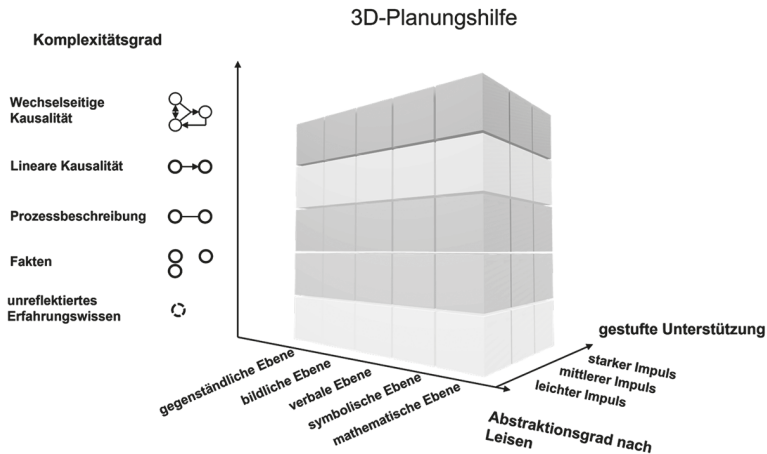 3D-Planungshilfe
Komplexitätsgrad
Wechselseitige
Kausalität
Lineare Kausalität
Prozessbeschreibung
Fakten
unreflektiertes
Erfahrungswissen
gegenständliche Ebene
bildliche Ebene
verbale Ebene
symbolische Ebene
mathematische Ebene
gestufte Unterstützung
starker Impuls
mittlerer Impuls
leichter Impuls
Abstraktionsgrad nach
Leisen